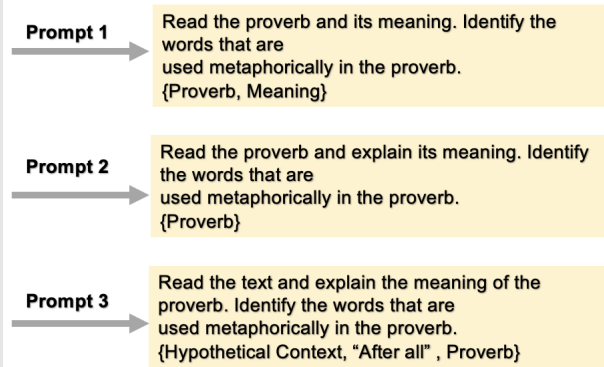 Prompt 1
Read the proverb and its meaning. Identify the
words that are
used metaphorically in the proverb.
{Proverb, Meaning}
Prompt 2
Read the proverb and explain its meaning. Identify
the words that are
used metaphorically in the proverb.
{Proverb}
Prompt 3
Read the text and explain the meaning of the
proverb. Identify the words that are
used metaphorically in the proverb.
{Hypothetical Context, “After all” , Proverb}